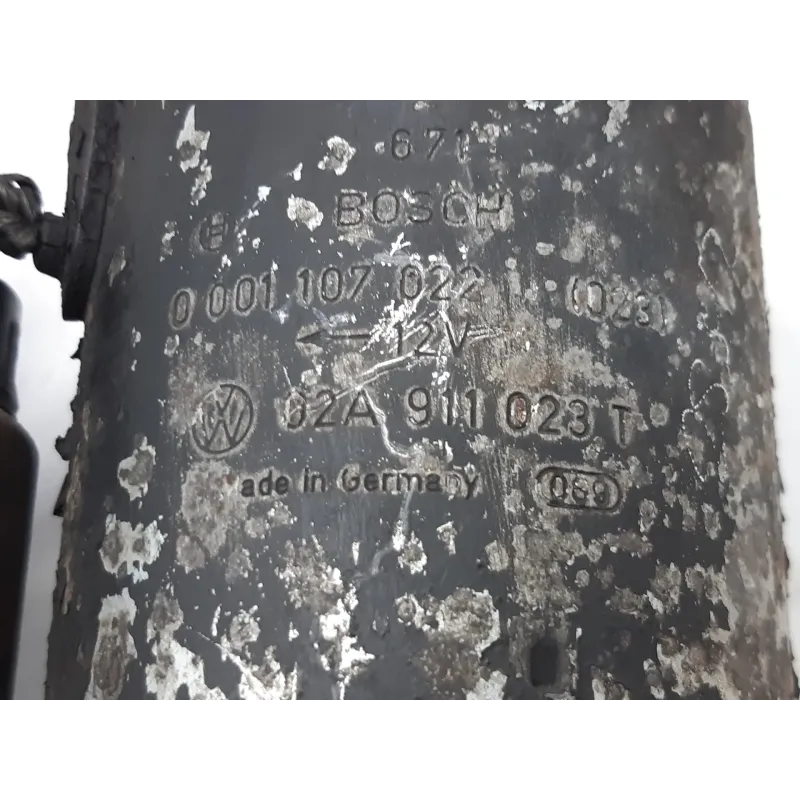 671
BOSCH
0 001 107 022 (023)
← 12V
02A 911 023 T
ade in Germany 089